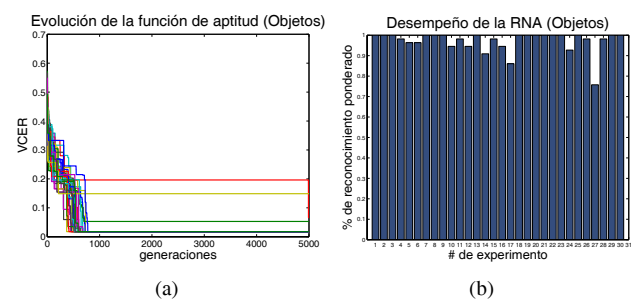 Evolución de la función de aptitud (Objetos)
0.7
0.6
0.5
0.4
0.3
0.2
0.1
0
VCER
0 1000 2000 3000 4000 5000
generaciones
(a)
Desempeño de la RNA (Objetos)
1
0.9
0.8
0.7
0.6
0.5
0.4
0.3
0.2
0.1
0
% de reconocimiento ponderado
1 2 3 4 5 6 7 8 9 10 11 12 13 14 15 16 17 18 19 20 21 22 23 24 25 26 27 28 29 30 31
# de experimento
(b)